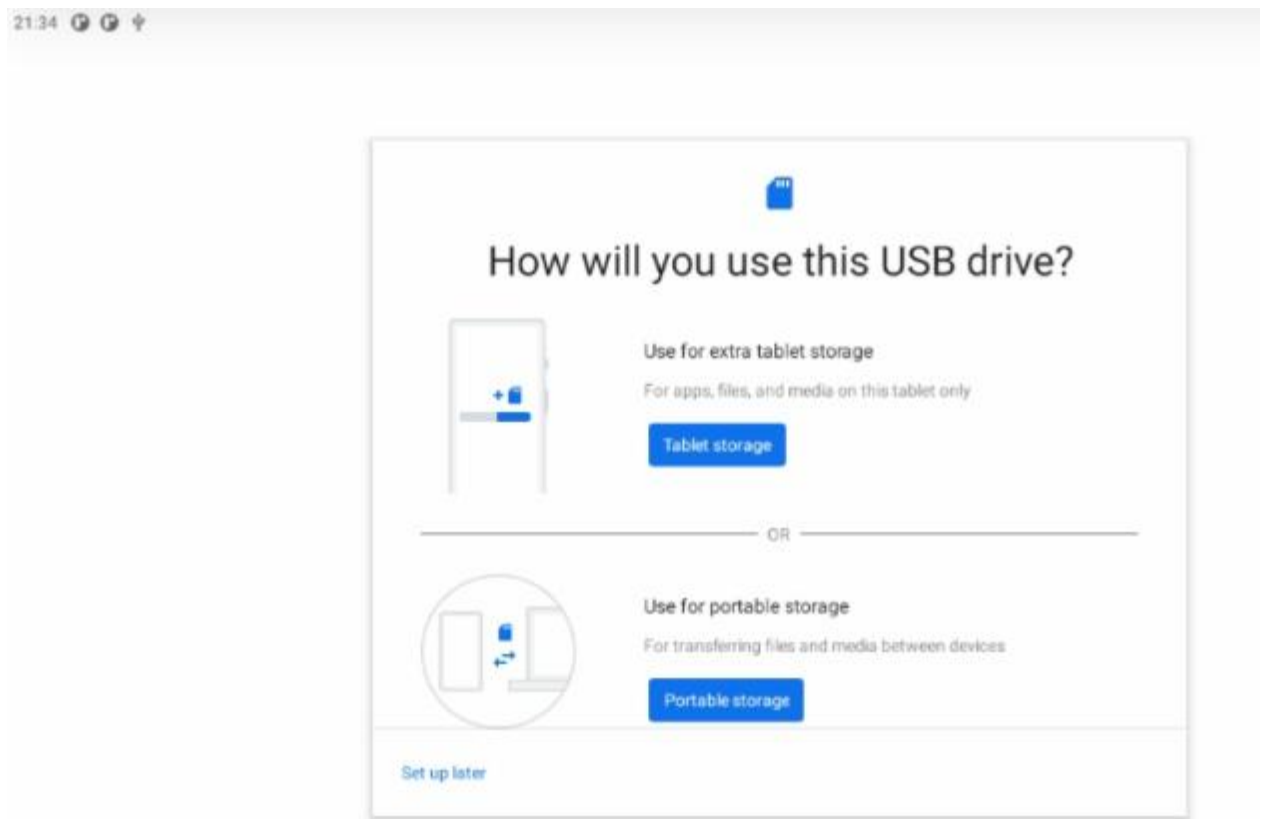 21:34
How will you use this USB drive?
Use for extra tablet storage
For apps, files, and media on this tablet only
Tablet storage
OR
Use for portable storage
For transferring files and media between devices
Portable storage
Set up later